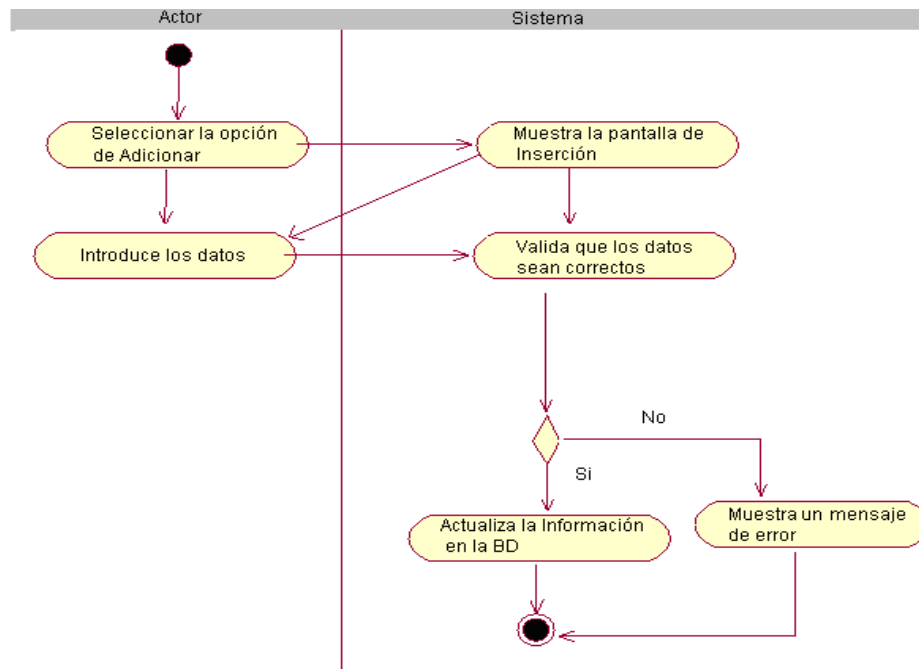 Actor
Sistema
Seleccionar la opción
de Adicionar
Muestra la pantalla de
Inserción
Introduce los datos
Valida que los datos
sean correctos
No
Si
Actualiza la Información
en la BD
Muestra un mensaje
de error